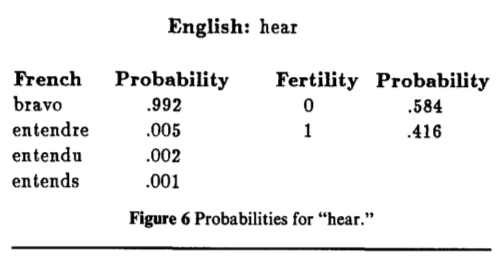 English: hear
French Probability Fertility Probability
bravo .992 0 .584
entendre .005 1 .416
entendu .002
entends .001
Figure 6 Probabilities for “hear.”